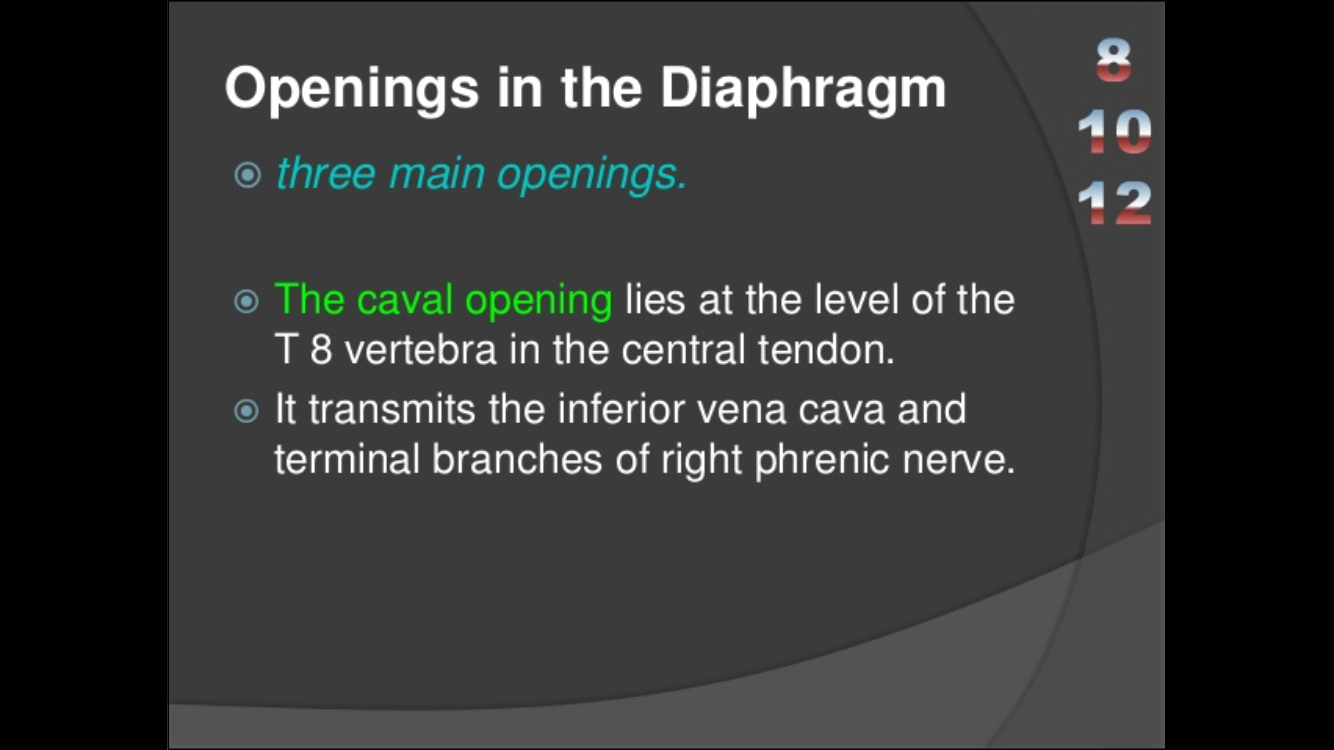 Openings in the Diaphragm
8
10
12
three main openings.
The caval opening lies at the level of the
T 8 vertebra in the central tendon.
It transmits the inferior vena cava and
terminal branches of right phrenic nerve.